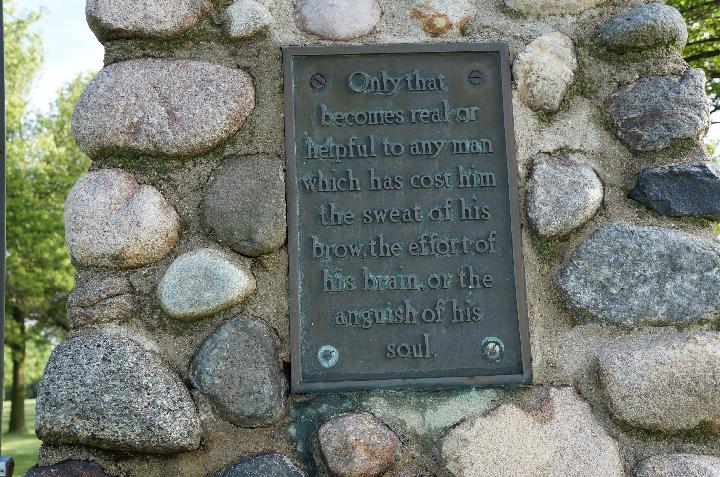 Only that
becomes real or
helpful to any man
which has cost him
the sweat of his
brow, the effort of
his brain, or the
anguish of his
soul.